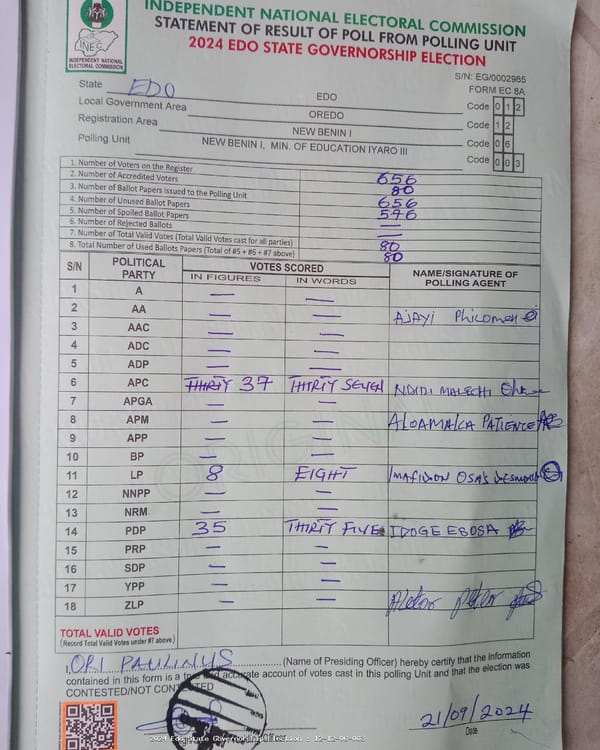 INDEPENDENT NATIONAL ELECTORAL COMMISSION
STATEMENT OF RESULT OF POLL FROM POLLING UNIT
2024 EDO STATE GOVERNORSHIP ELECTION
INEC
INDEPENDENT NATIONAL
ELECTORAL COMMISSION
S/N: EG/0002965
FORM EC 8A
State EDO EDO Code 0 1 2
Local Government Area OREDO Code 1 2
Registration Area NEW BENIN I Code 0 6
Polling Unit NEW BENIN I, MIN. OF EDUCATION IYARO III Code 0 0 3
1. Number of Voters on the Register 656
2. Number of Accredited Voters 80
3. Number of Ballot Papers Issued to the Polling Unit 656
4. Number of Unused Ballot Papers 576
5. Number of Spoiled Ballot Papers —
6. Number of Rejected Ballots —
7. Number of Total Valid Votes (Total Valid Votes cast for all parties) 80
8. Total Number of Used Ballots Papers (Total of #5 + #6 + #7 above) 80
S/N POLITICAL PARTY VOTES SCORED NAME/SIGNATURE OF POLLING AGENT
IN FIGURES IN WORDS
1 A — —
2 AA — — AJAYI
3 AAC — —
4 ADC — —
5 ADP — —
6 APC THIRTY 37 THIRTY SEVEN NDIDI
7 APGA — —
8 APM — — PATIENCE
9 APP — —
10 BP — —
11 LP 8 EIGHT
12 NNPP — —
13 NRM — —
14 PDP 35 THIRTY FIVE IDOGE EBOSA
15 PRP — —
16 SDP — —
17 YPP — —
18 ZLP — —
TOTAL VALID VOTES
(Record Total Valid Votes under #7 above)
I, ORI PAULINUS (Name of Presiding Officer) hereby certify that the information
contained in this form is a true and accurate account of votes cast in this polling Unit and that the election was
CONTESTED/NOT CONTESTED
21/09/2024
Date
2024 Edo State Governorship Election : 12-12-06-003